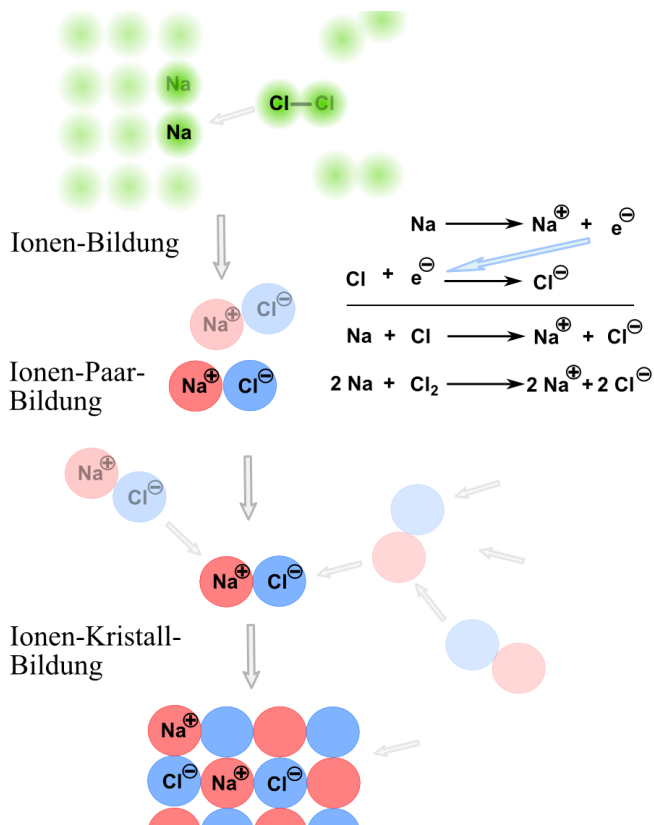 Na
Cl—Cl
Na
Na ⟶ Na⊕ + e⊖
Ionen-Bildung
Cl + e⊖ ⟶ Cl⊖
Na⊕ Cl⊖
Na + Cl ⟶ Na⊕ + Cl⊖
Ionen-Paar-
Bildung
Na⊕ Cl⊖
2 Na + Cl₂ ⟶ 2 Na⊕ + 2 Cl⊖
Na⊕
Cl⊖
Na⊕ Cl⊖
Ionen-Kristall-
Bildung
Na⊕
Cl⊖ Na⊕ Cl⊖